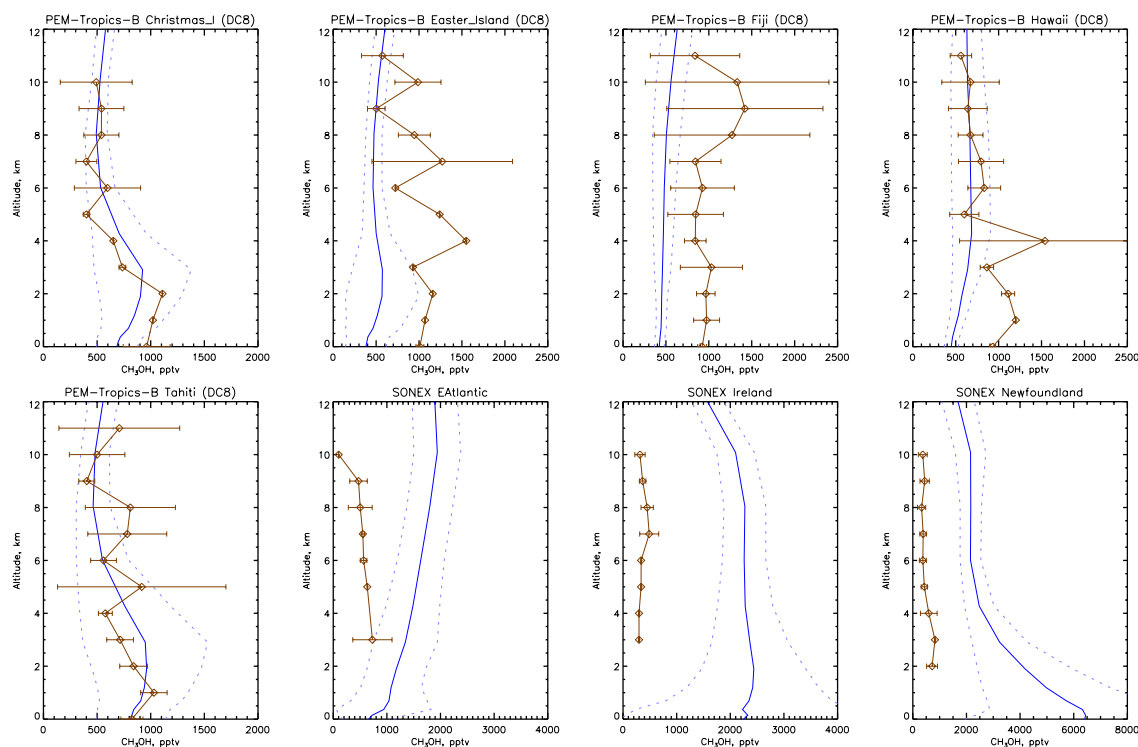 PEM-Tropics-B Christmas_I (DC8)
12
10
8
6
4
2
0
Altitude, km
0 500 1000 1500 2000
CH₃OH, pptv
PEM-Tropics-B Easter_Island (DC8)
12
10
8
6
4
2
0
Altitude, km
0 500 1000 1500 2000 2500
CH₃OH, pptv
PEM-Tropics-B Fiji (DC8)
12
10
8
6
4
2
0
Altitude, km
0 500 1000 1500 2000 2500
CH₃OH, pptv
PEM-Tropics-B Hawaii (DC8)
12
10
8
6
4
2
0
Altitude, km
0 500 1000 1500 2000 2500
CH₃OH, pptv
PEM-Tropics-B Tahiti (DC8)
12
10
8
6
4
2
0
Altitude, km
0 500 1000 1500 2000
CH₃OH, pptv
SONEX EAtlantic
12
10
8
6
4
2
0
Altitude, km
0 1000 2000 3000 4000
CH₃OH, pptv
SONEX Ireland
12
10
8
6
4
2
0
Altitude, km
0 1000 2000 3000 4000
CH₃OH, pptv
SONEX Newfoundland
12
10
8
6
4
2
0
Altitude, km
0 2000 4000 6000 8000
CH₃OH, pptv